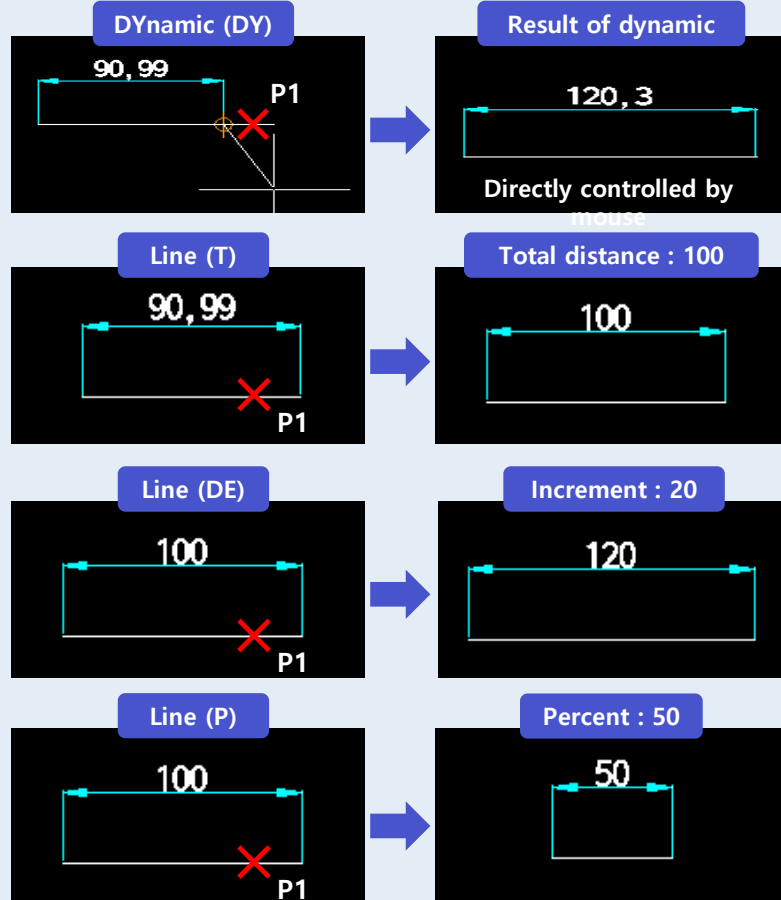 DYnamic (DY)
Result of dynamic
90,99
P1
120,3
Directly controlled by
mouse
Line (T)
Total distance : 100
90,99
P1
100
Line (DE)
Increment : 20
100
P1
120
Line (P)
Percent : 50
100
P1
50